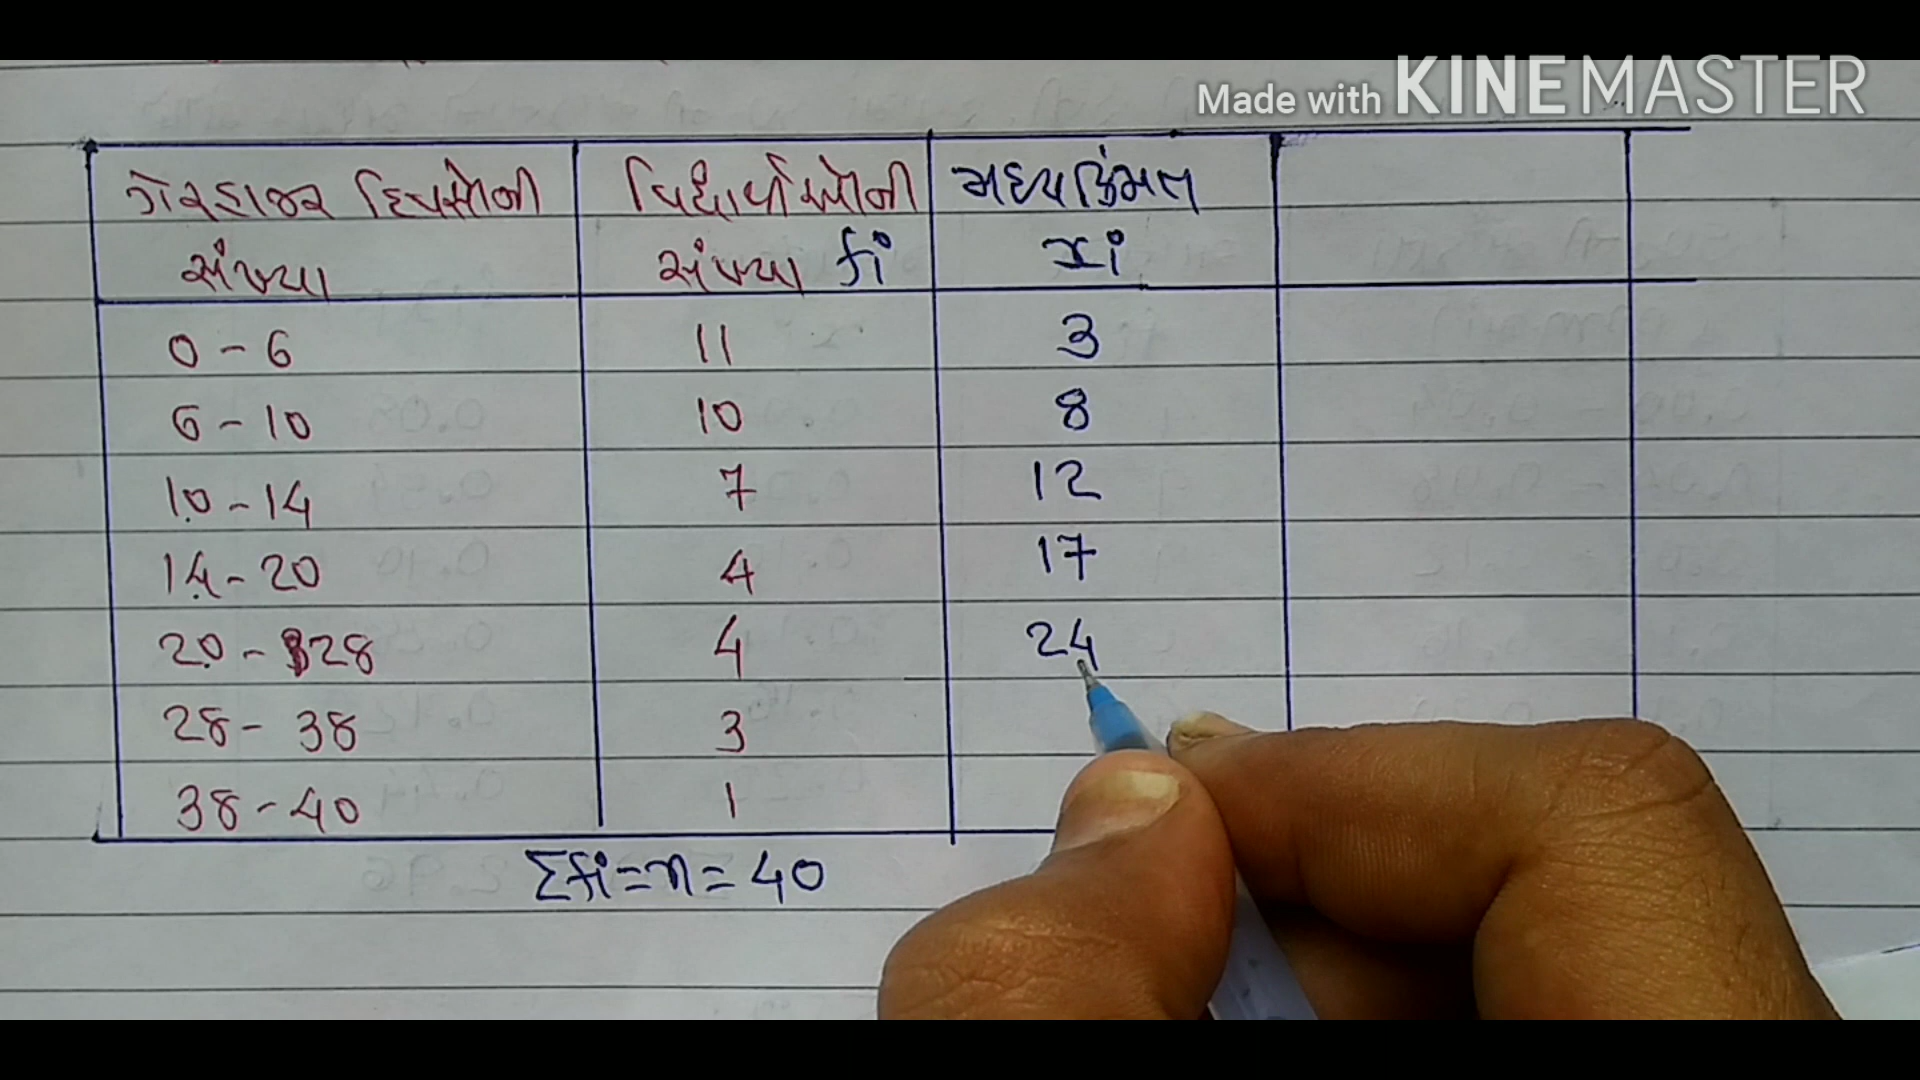 Made with KINEMASTER
ગેરહાજર દિવસોની વિદ્યાર્થીઓની મધ્યકિંમત
સંખ્યા સંખ્યા fi xi
0 - 6 11 3
6 - 10 10 8
10 - 14 7 12
14 - 20 4 17
20 - 28 4 24
28 - 38 3
38 - 40 1
Σfi = n = 40